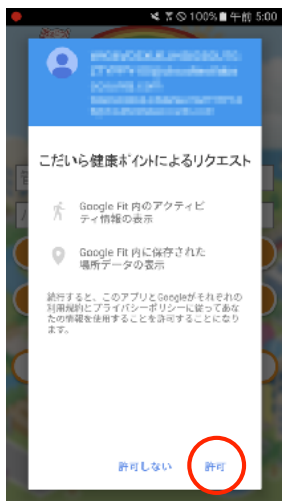 100% 午前 5:00
こだいら健康ポイントによるリクエスト
Google Fit 内のアクティビ
ティ情報の表示
Google Fit 内に保存された
場所データの表示
続行すると、このアプリとGoogleがそれぞれの
利用規約とプライバシーポリシーに従ってあな
たの情報を使用することを許可することになり
ます。
許可しない 許可